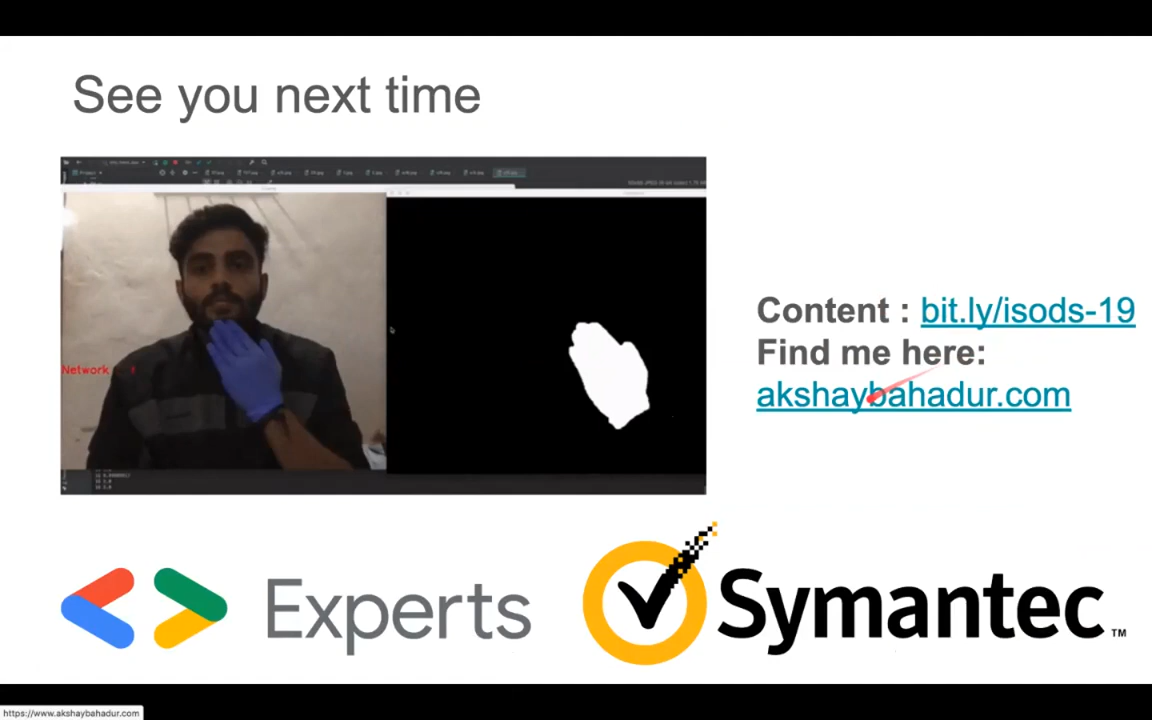 See you next time
Network
Content : bit.ly/isods-19
Find me here:
akshaybahadur.com
Experts
Symantec™
https://www.akshaybahadur.com